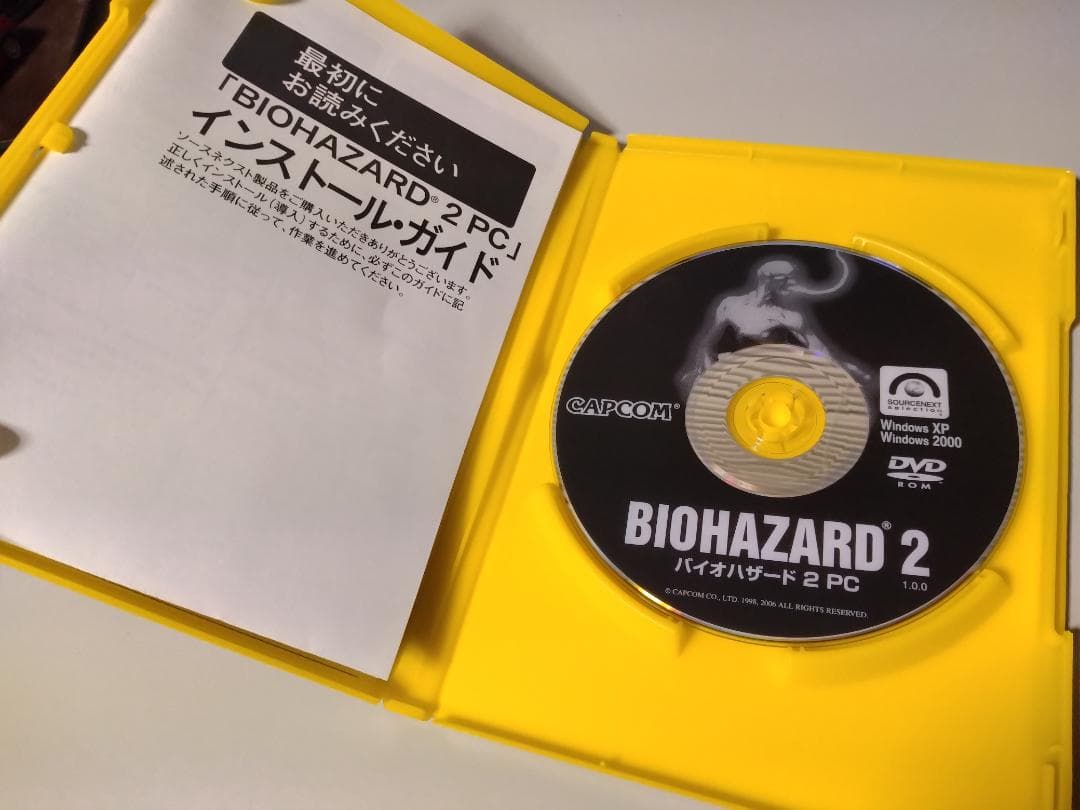 最初に
お読みください
「BIOHAZARD® 2 PC」
インストール・ガイド
ソースネクスト製品をご購入いただきありがとうございます。
正しくインストール(導入)するために、必ずこのガイドに記
述された手順に従って、作業を進めてください。
CAPCOM®
SOURCENEXT
selection
Windows XP
Windows 2000
DVD
ROM
BIOHAZARD® 2
バイオハザード 2 PC
1.0.0
© CAPCOM CO., LTD. 1998, 2006 ALL RIGHTS RESERVED.